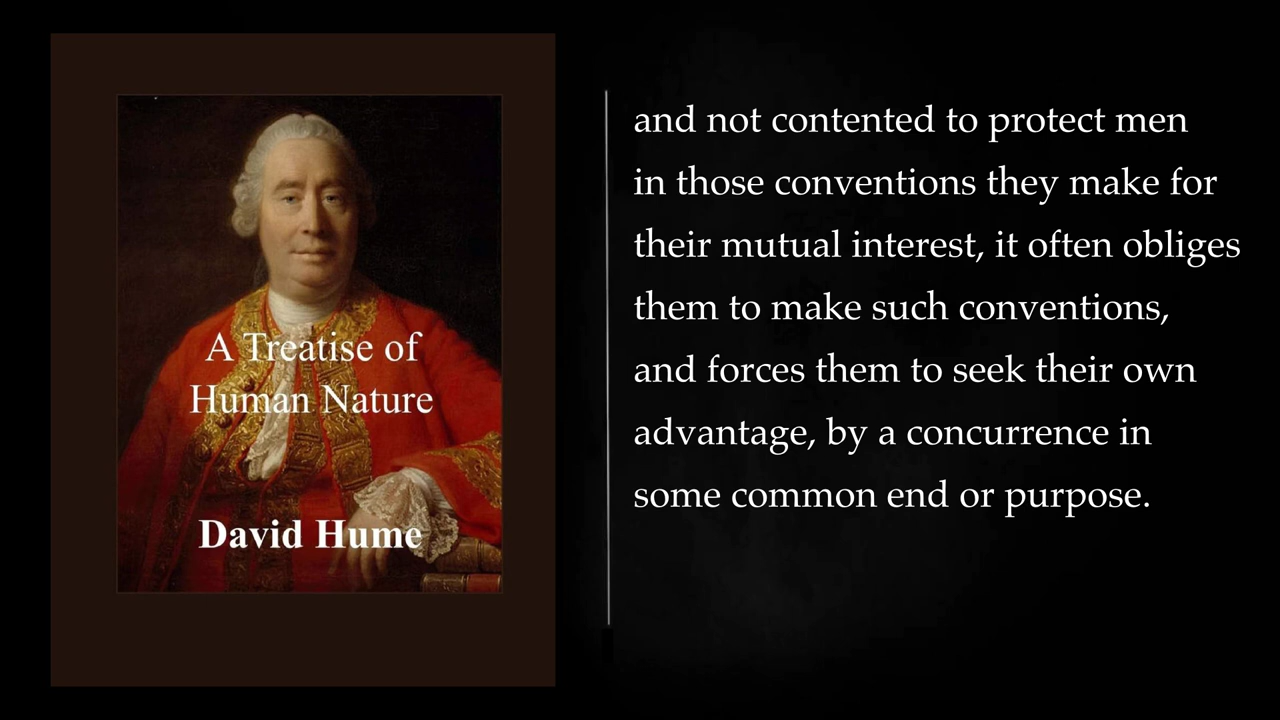 A Treatise of
Human Nature
David Hume
and not contented to protect men
in those conventions they make for
their mutual interest, it often obliges
them to make such conventions,
and forces them to seek their own
advantage, by a concurrence in
some common end or purpose.